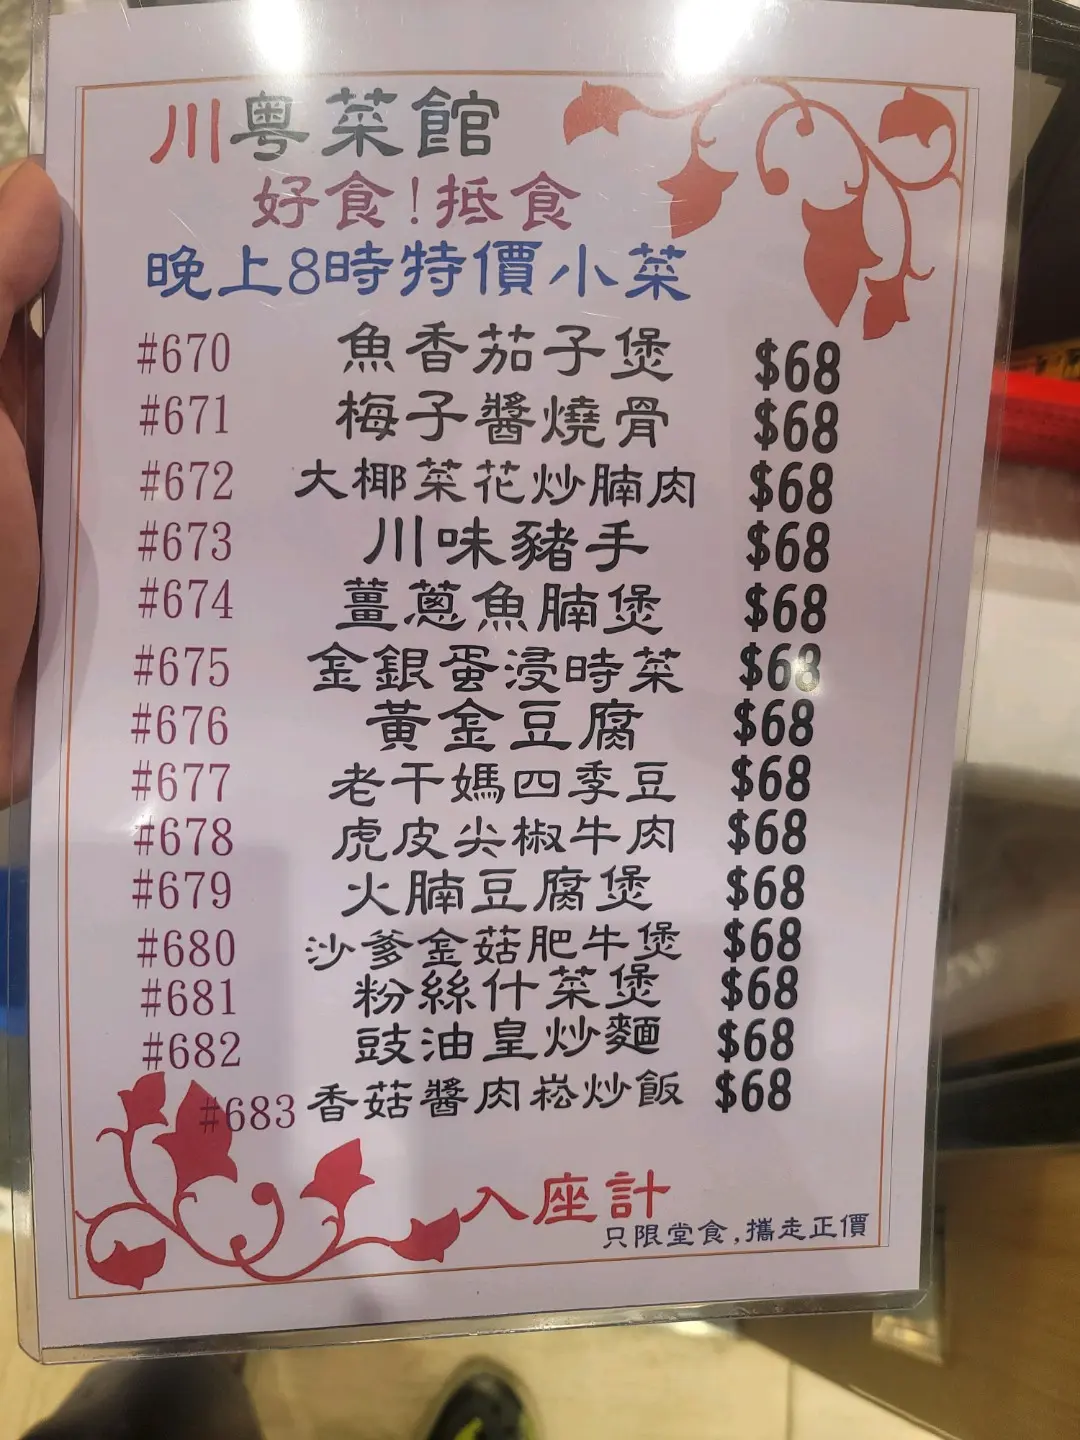 川粵菜館
好食!抵食
晚上8時特價小菜
#670 魚香茄子煲 $68
#671 梅子醬燒骨 $68
#672 大椰菜花炒腩肉 $68
#673 川味豬手 $68
#674 薑蔥魚腩煲 $68
#675 金銀蛋浸時菜 $68
#676 黃金豆腐 $68
#677 老干媽四季豆 $68
#678 虎皮尖椒牛肉 $68
#679 火腩豆腐煲 $68
#680 沙爹金菇肥牛煲 $68
#681 粉絲什菜煲 $68
#682 豉油皇炒麵 $68
#683 香菇醬肉崧炒飯 $68
入座計
只限堂食,攜走正價